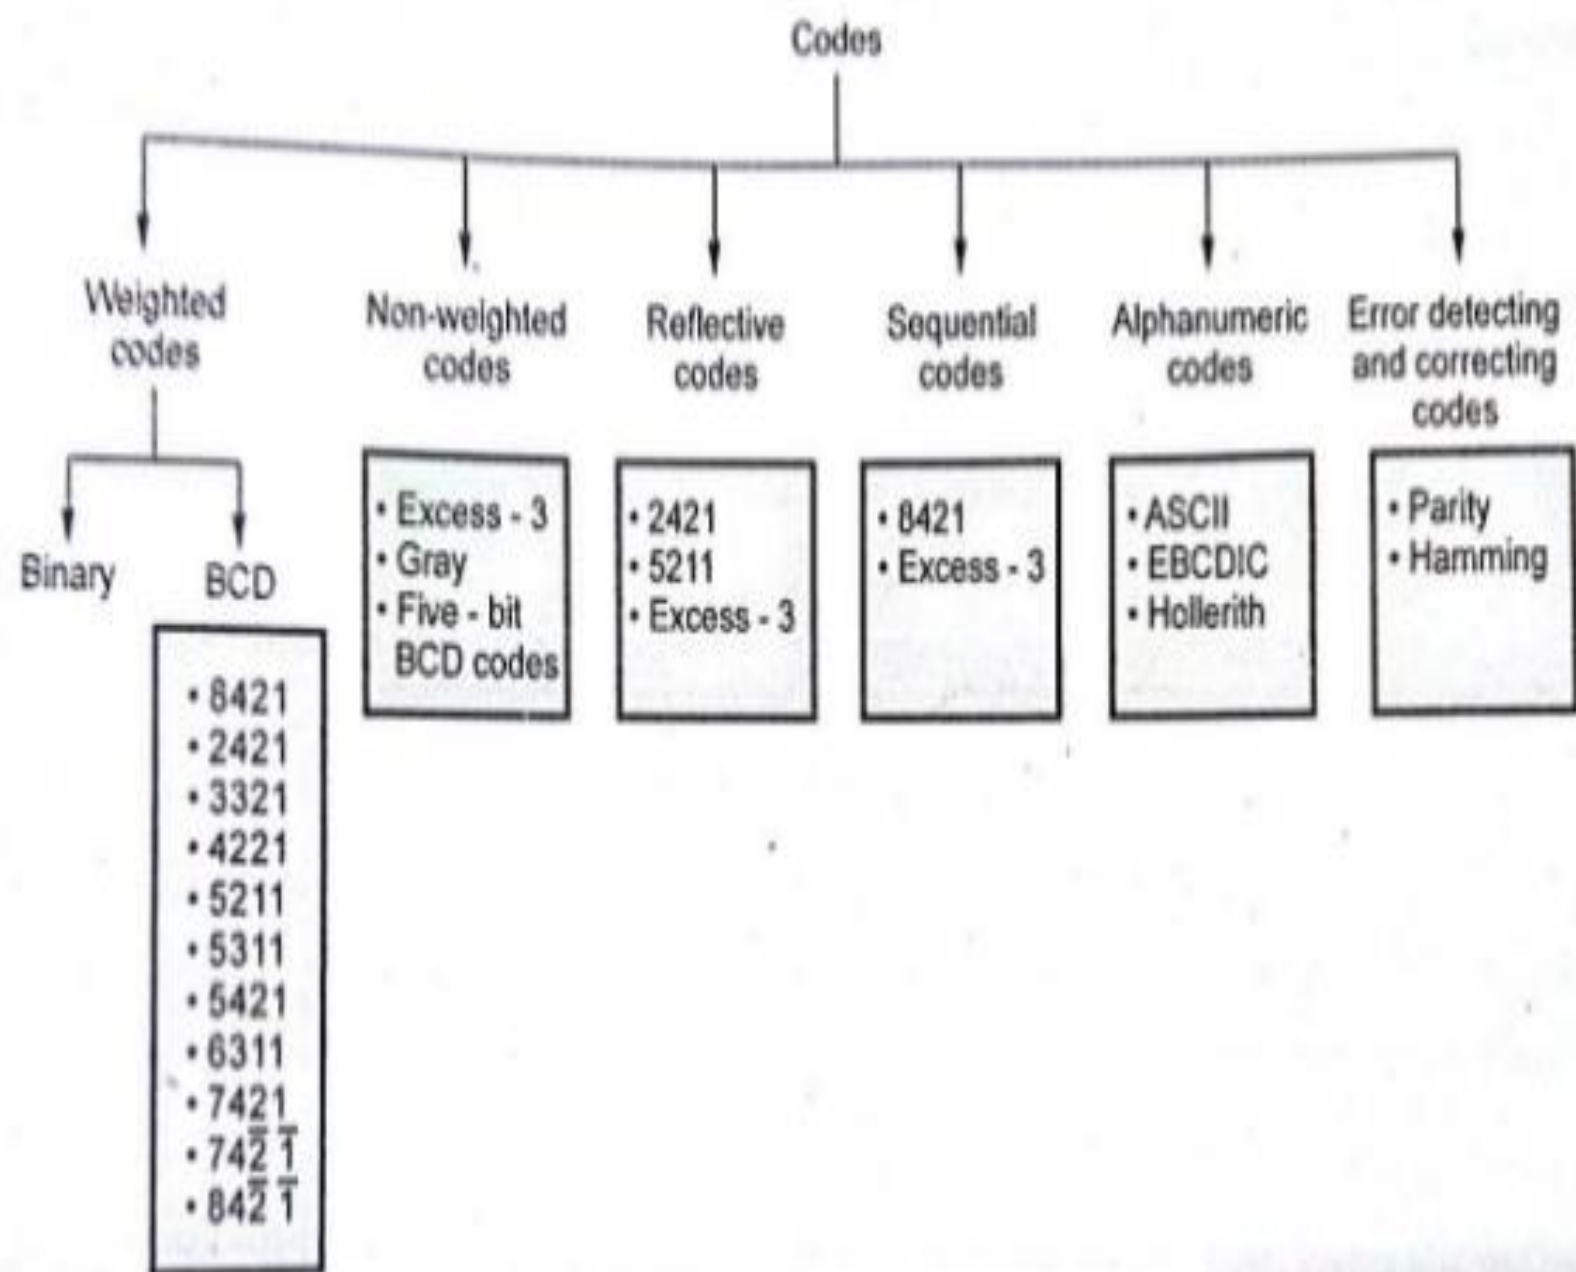 Codes
Weighted
codes
Binary
BCD
• 8421
• 2421
• 3321
• 4221
• 5211
• 5311
• 5421
• 6311
• 7421
• 742̅ 1̅
• 842̅ 1̅
Non-weighted
codes
• Excess - 3
• Gray
• Five - bit
BCD codes
Reflective
codes
• 2421
• 5211
• Excess - 3
Sequential
codes
• 8421
• Excess - 3
Alphanumeric
codes
• ASCII
• EBCDIC
• Hollerith
Error detecting
and correcting
codes
• Parity
• Hamming